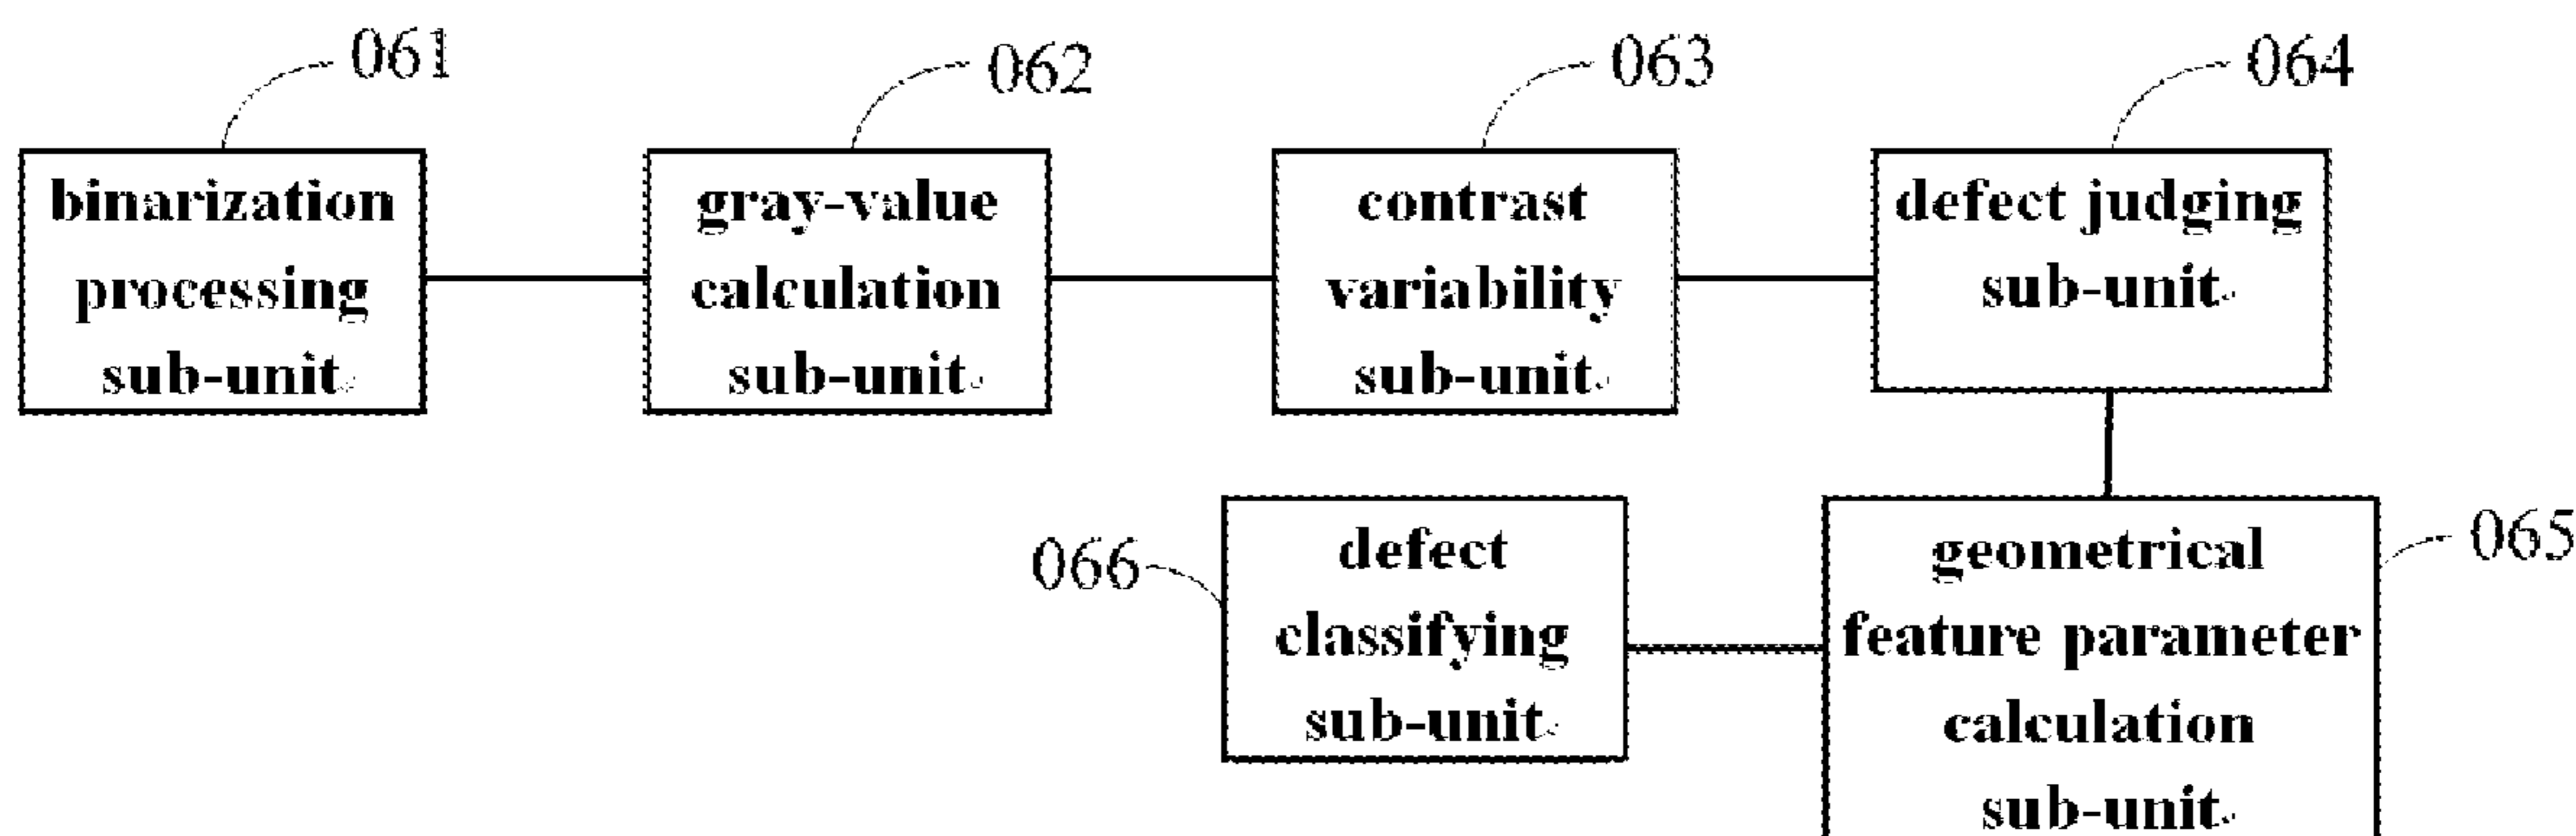 061
062
063
064
binarization
processing
sub-unit
gray-value
calculation
sub-unit
contrast
variability
sub-unit
defect judging
sub-unit
066
defect
classifying
sub-unit
geometrical
feature parameter
calculation
sub-unit
065